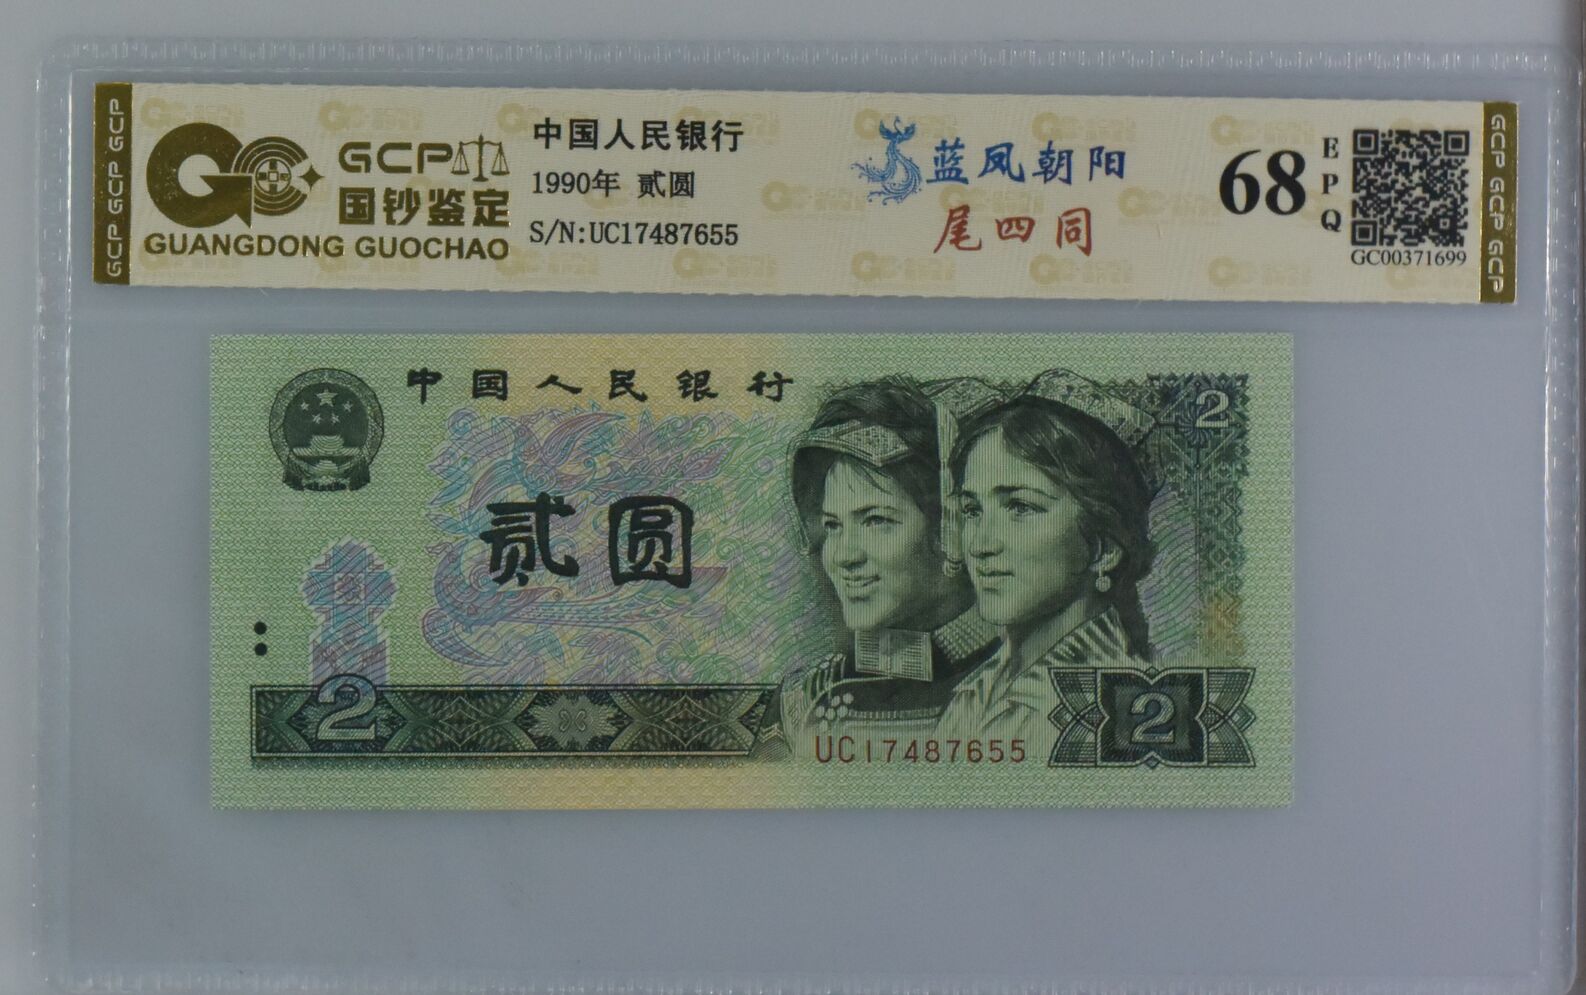 GCP GCP GCP
GCP
国钞鉴定
GUANGDONG GUOCHAO
中国人民银行
1990年 贰圆
S/N:UC17487655
蓝凤朝阳
尾四同
68
EPQ
GC00371699
GCP GCP GCP
中国人民银行
2
贰圆
2
UC17487655
2